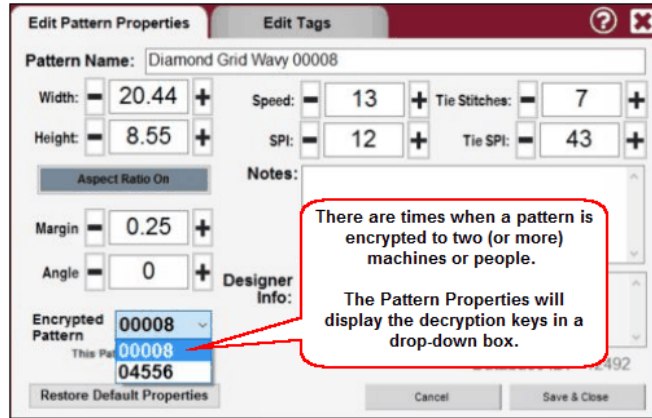 Edit Pattern Properties
Edit Tags
?
Pattern Name: Diamond Grid Wavy 00008
Width: 20.44
Speed: 13
Tie Stitches: 7
Height: 8.55
SPI: 12
Tie SPI: 43
Aspect Ratio On
Notes:
Margin 0.25
Angle 0
Designer
Info:
There are times when a pattern is
encrypted to two (or more)
machines or people.
The Pattern Properties will
display the decryption keys in a
drop-down box.
Encrypted
Pattern
00008
This
00008
04556
2492
Restore Default Properties
Cancel
Save & Close